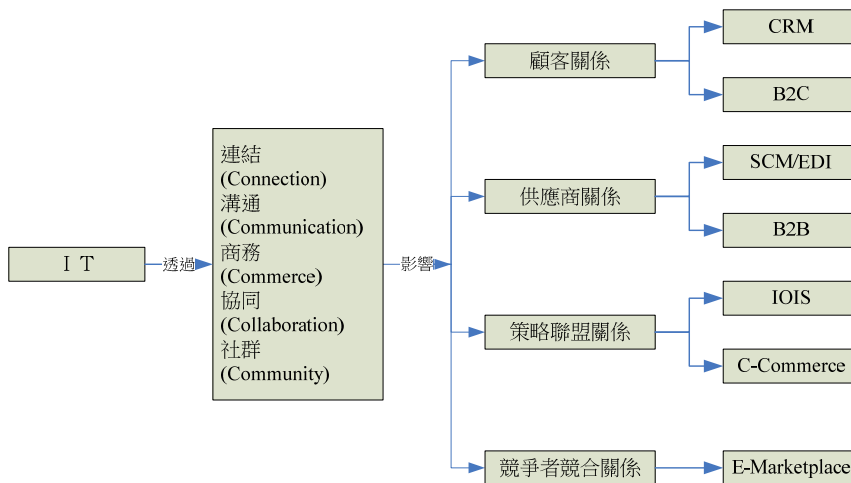 I T
透過
連結
(Connection)
溝通
(Communication)
商務
(Commerce)
協同
(Collaboration)
社群
(Community)
影響
顧客關係
CRM
B2C
供應商關係
SCM/EDI
B2B
策略聯盟關係
IOIS
C-Commerce
競爭者競合關係
E-Marketplace